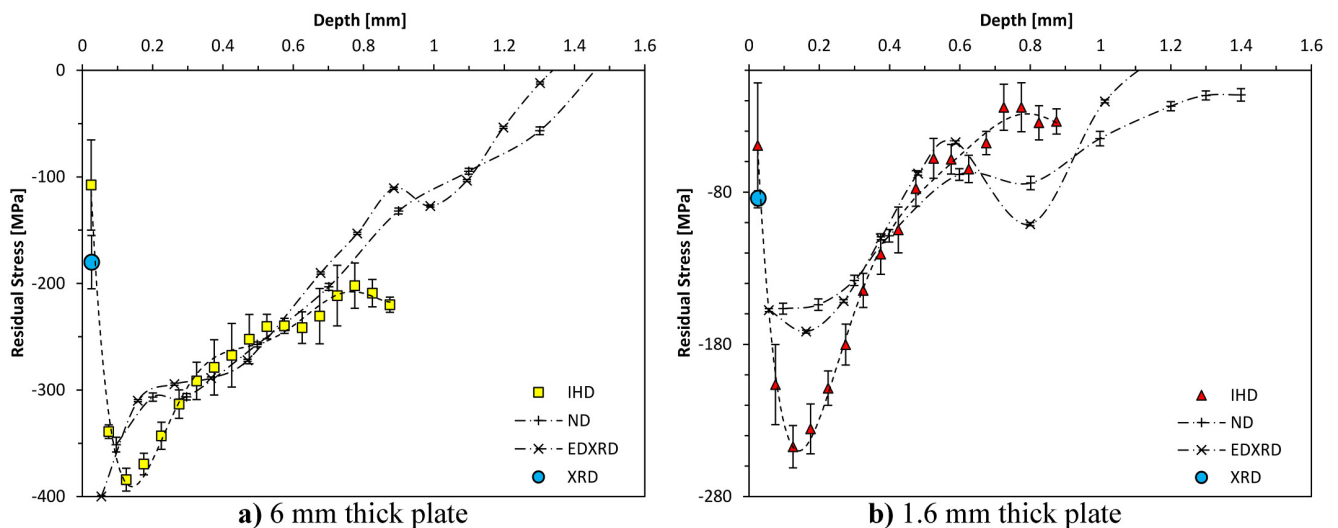 Depth [mm]
0 0.2 0.4 0.6 0.8 1 1.2 1.4 1.6
0
-100
-200
-300
-400
Residual Stress [MPa]
IHD
ND
EDXRD
XRD
a) 6 mm thick plate
Depth [mm]
0 0.2 0.4 0.6 0.8 1 1.2 1.4 1.6
-80
-180
-280
Residual Stress [MPa]
IHD
ND
EDXRD
XRD
b) 1.6 mm thick plate